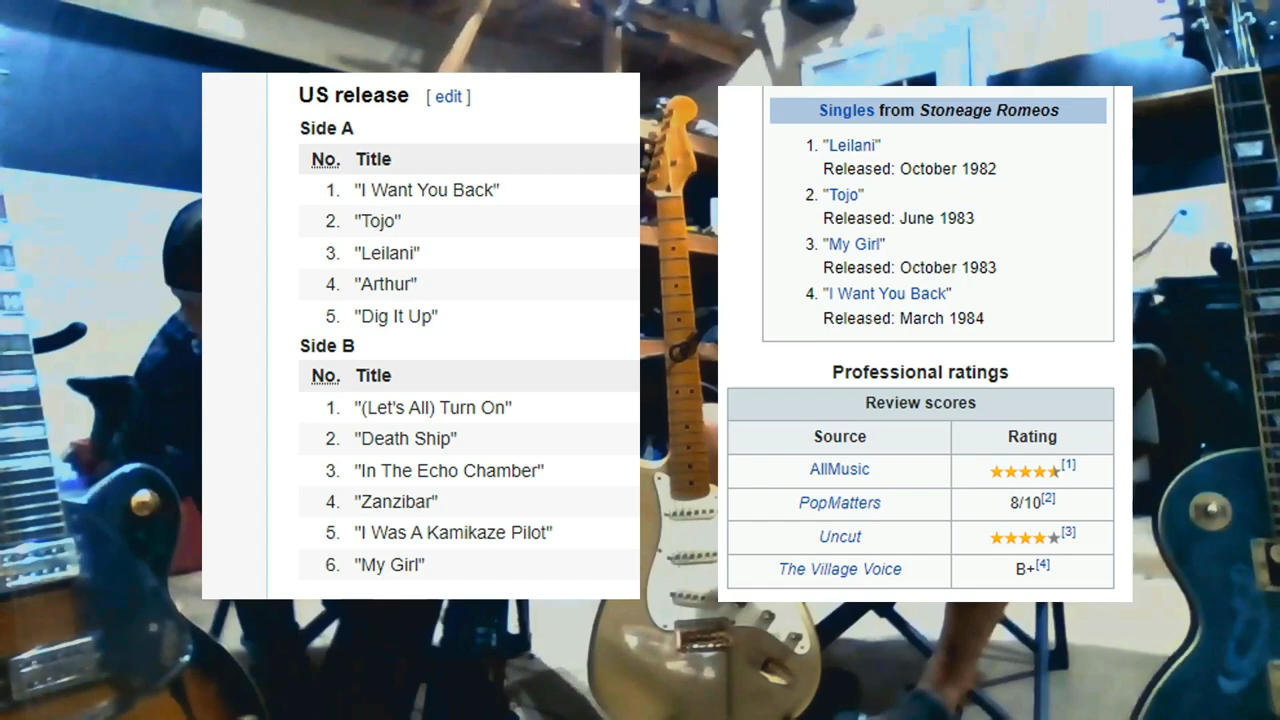 US release [ edit ]
Side A
No. Title
1. "I Want You Back"
2. "Tojo"
3. "Leilani"
4. "Arthur"
5. "Dig It Up"
Side B
No. Title
1. "(Let's All) Turn On"
2. "Death Ship"
3. "In The Echo Chamber"
4. "Zanzibar"
5. "I Was A Kamikaze Pilot"
6. "My Girl"
Singles from Stoneage Romeos
1. "Leilani"
Released: October 1982
2. "Tojo"
Released: June 1983
3. "My Girl"
Released: October 1983
4. "I Want You Back"
Released: March 1984
Professional ratings
Review scores
Source Rating
AllMusic ★★★★★[1]
PopMatters 8/10[2]
Uncut ★★★★★[3]
The Village Voice B+[4]